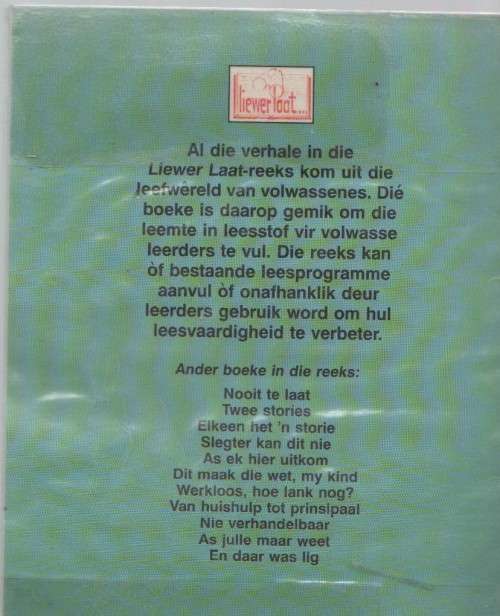 Liewer Laat...
Al die verhale in die
Liewer Laat-reeks kom uit die
leefwêreld van volwassenes. Dié
boeke is daarop gemik om die
leemte in leesstof vir volwasse
leerders te vul. Die reeks kan
òf bestaande leesprogramme
aanvul òf onafhanklik deur
leerders gebruik word om hul
leesvaardigheid te verbeter.
Ander boeke in die reeks:
Nooit te laat
Twee stories
Elkeen het 'n storie
Slegter kan dit nie
As ek hier uitkom
Dit maak die wet, my kind
Werkloos, hoe lank nog?
Van huishulp tot prinsipaal
Nie verhandelbaar
As julle maar weet
En daar was lig